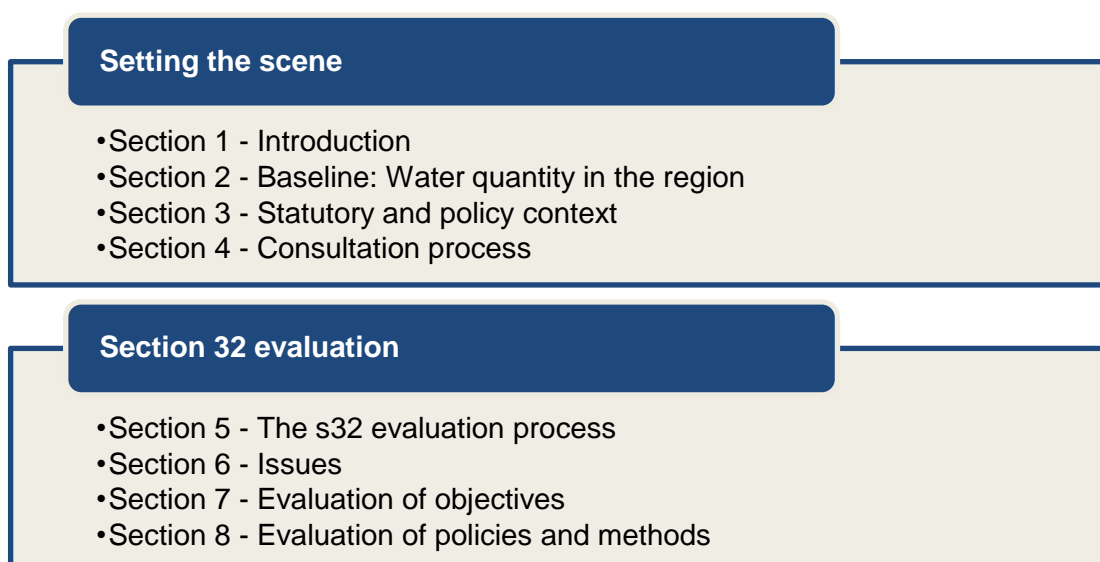 Setting the scene
•Section 1 - Introduction
•Section 2 - Baseline: Water quantity in the region
•Section 3 - Statutory and policy context
•Section 4 - Consultation process
Section 32 evaluation
•Section 5 - The s32 evaluation process
•Section 6 - Issues
•Section 7 - Evaluation of objectives
•Section 8 - Evaluation of policies and methods